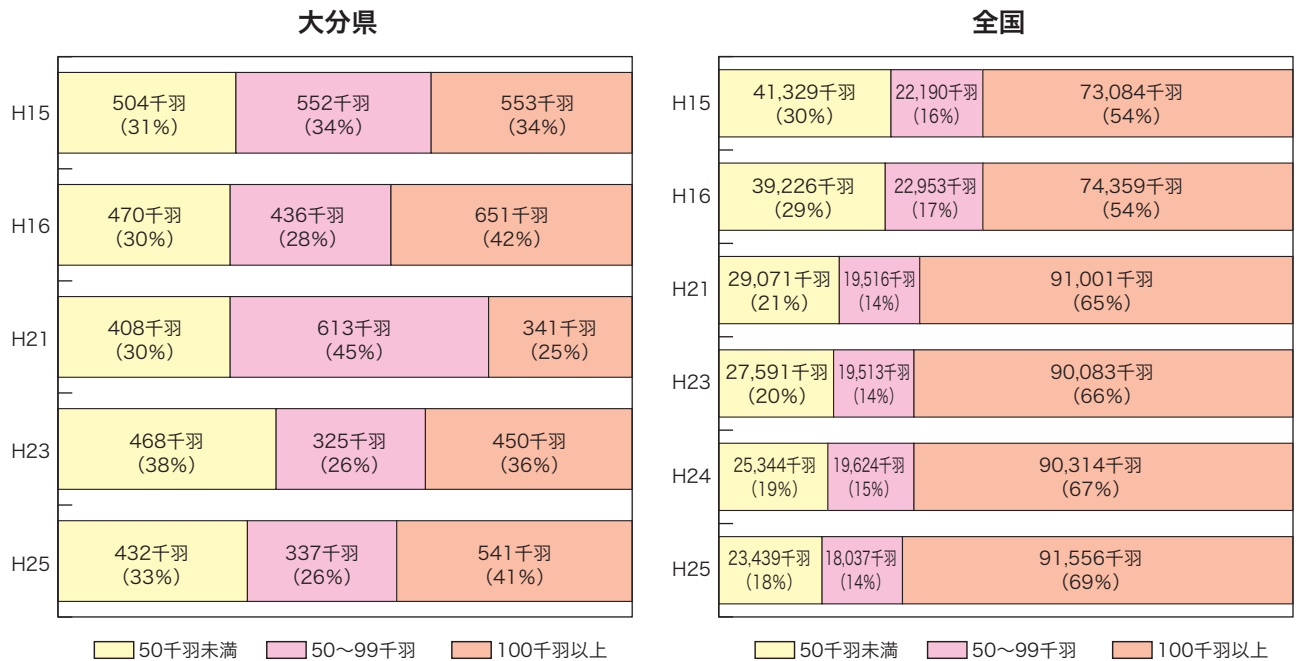 大分県
H15
504千羽
(31%)
552千羽
(34%)
553千羽
(34%)
H16
470千羽
(30%)
436千羽
(28%)
651千羽
(42%)
H21
408千羽
(30%)
613千羽
(45%)
341千羽
(25%)
H23
468千羽
(38%)
325千羽
(26%)
450千羽
(36%)
H25
432千羽
(33%)
337千羽
(26%)
541千羽
(41%)
50千羽未満
50～99千羽
100千羽以上
全国
H15
41,329千羽
(30%)
22,190千羽
(16%)
73,084千羽
(54%)
H16
39,226千羽
(29%)
22,953千羽
(17%)
74,359千羽
(54%)
H21
29,071千羽
(21%)
19,516千羽
(14%)
91,001千羽
(65%)
H23
27,591千羽
(20%)
19,513千羽
(14%)
90,083千羽
(66%)
H24
25,344千羽
(19%)
19,624千羽
(15%)
90,314千羽
(67%)
H25
23,439千羽
(18%)
18,037千羽
(14%)
91,556千羽
(69%)
50千羽未満
50～99千羽
100千羽以上